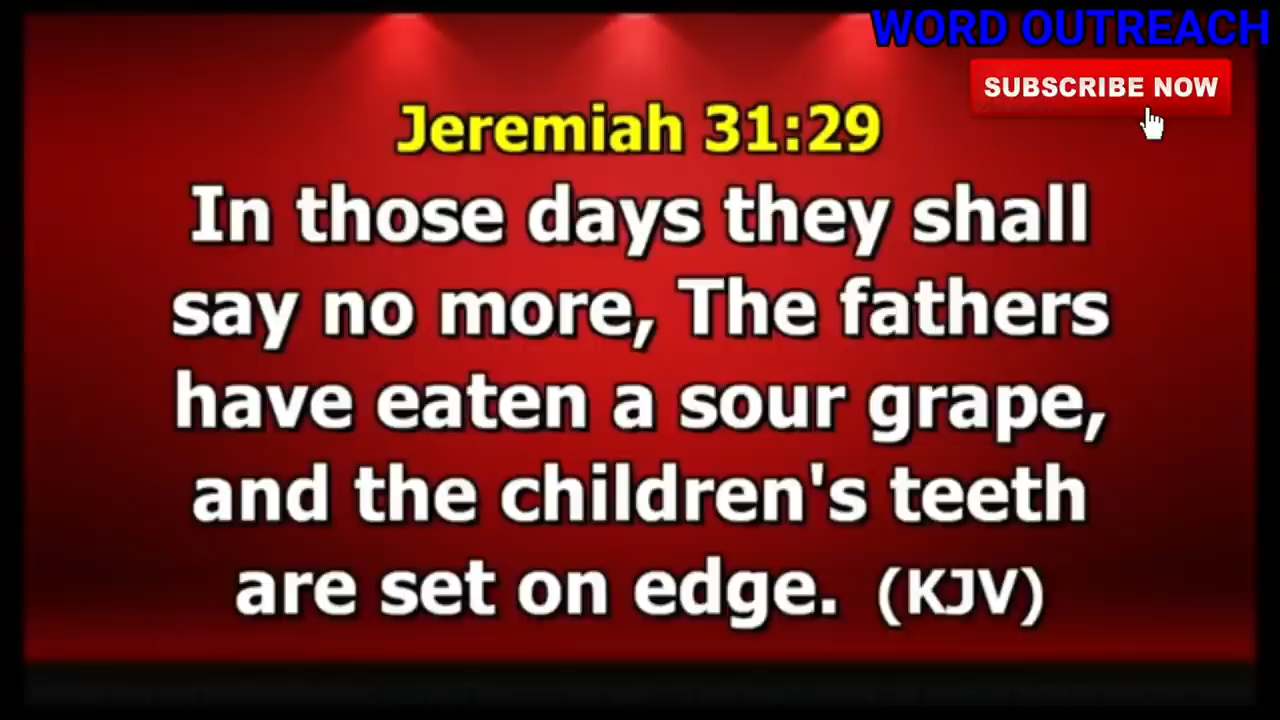 WORD OUTREACH
SUBSCRIBE NOW
Jeremiah 31:29
In those days they shall
say no more, The fathers
have eaten a sour grape,
and the children's teeth
are set on edge. (KJV)